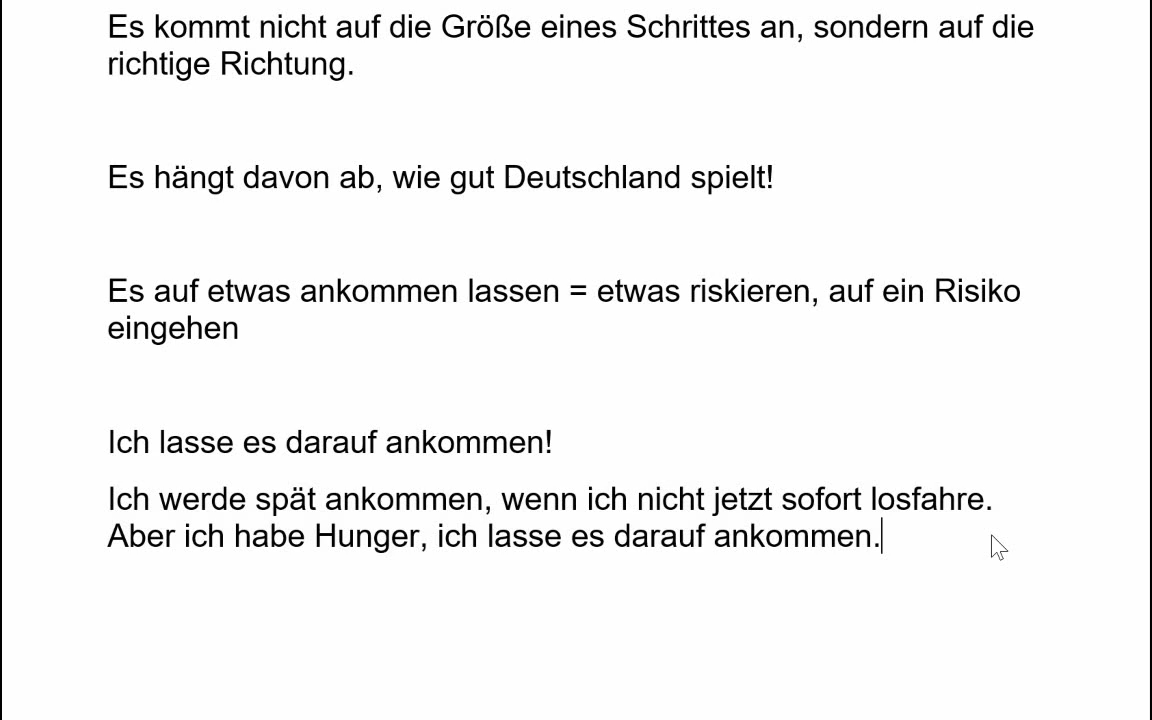 Es kommt nicht auf die Größe eines Schrittes an, sondern auf die
richtige Richtung.
Es hängt davon ab, wie gut Deutschland spielt!
Es auf etwas ankommen lassen = etwas riskieren, auf ein Risiko
eingehen
Ich lasse es darauf ankommen!
Ich werde spät ankommen, wenn ich nicht jetzt sofort losfahre.
Aber ich habe Hunger, ich lasse es darauf ankommen.